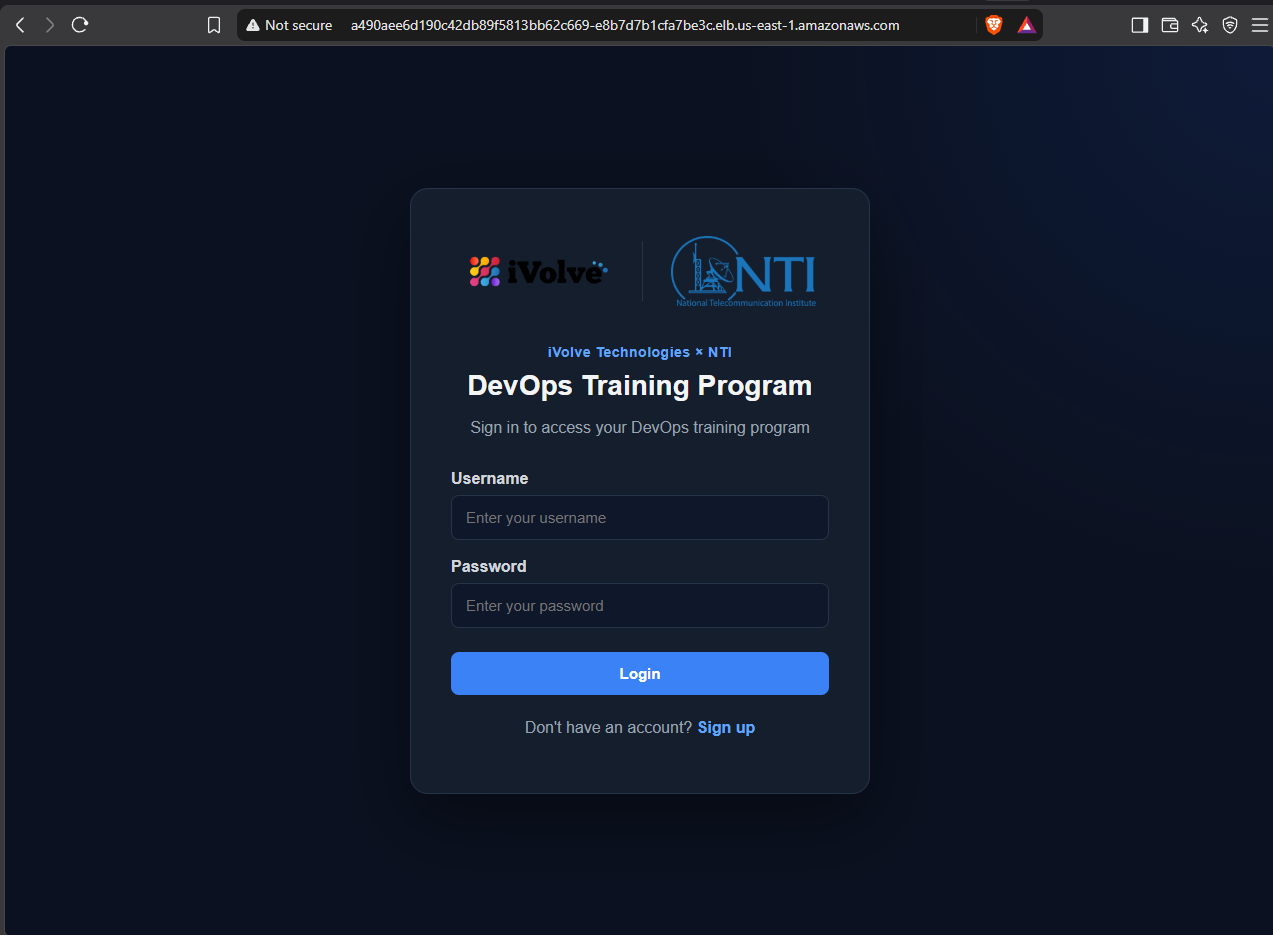 Not secure a490aee6d190c42db89f5813bb62c669-e8b7d7b1cfa7be3c.elb.us-east-1.amazonaws.com
iVolve
NTI
National Telecommunication Institute
iVolve Technologies × NTI
DevOps Training Program
Sign in to access your DevOps training program
Username
Enter your username
Password
Enter your password
Login
Don't have an account? Sign up